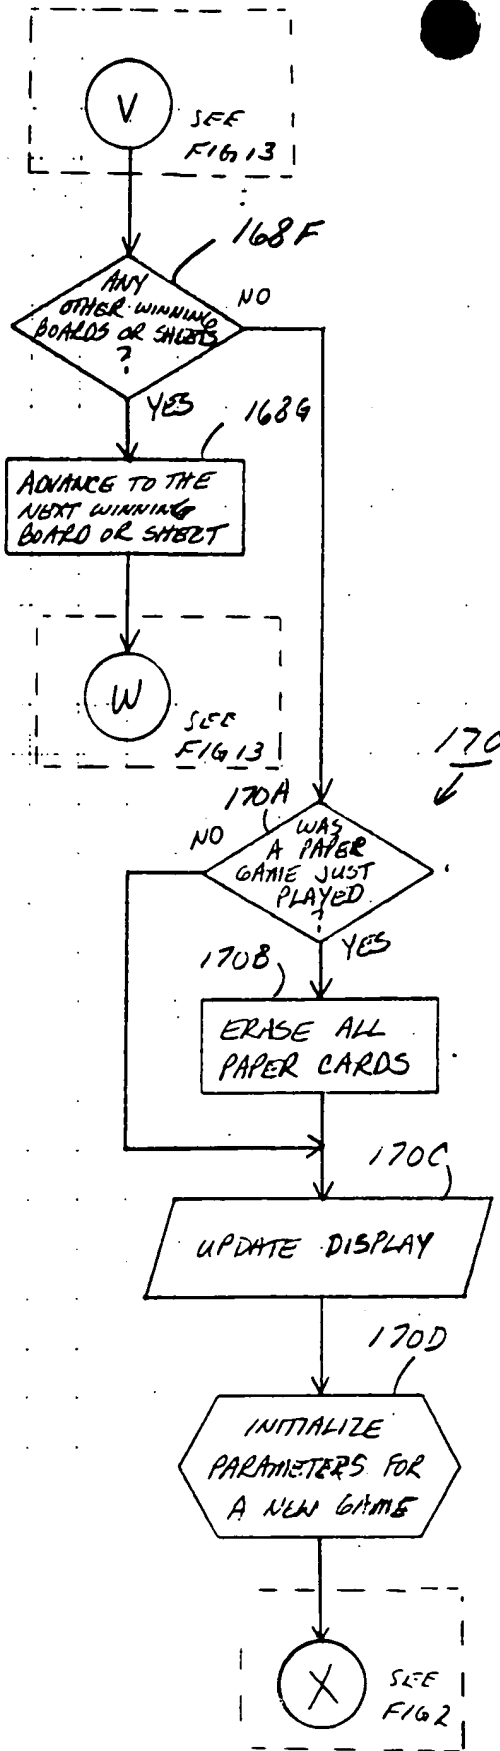 V
SEE
FIG 13
168F
ANY
OTHER WINNING
BOARDS OR SHEETS
?
NO
YES
168G
ADVANCE TO THE
NEXT WINNING
BOARD OR SHEET
W
SEE
FIG 13
170
170A
NO
WAS
A PAPER
GAME JUST
PLAYED
?
YES
170B
ERASE ALL
PAPER CARDS
170C
UPDATE DISPLAY
170D
INITIALIZE
PARAMETERS FOR
A NEW GAME
X
SEE
FIG 2